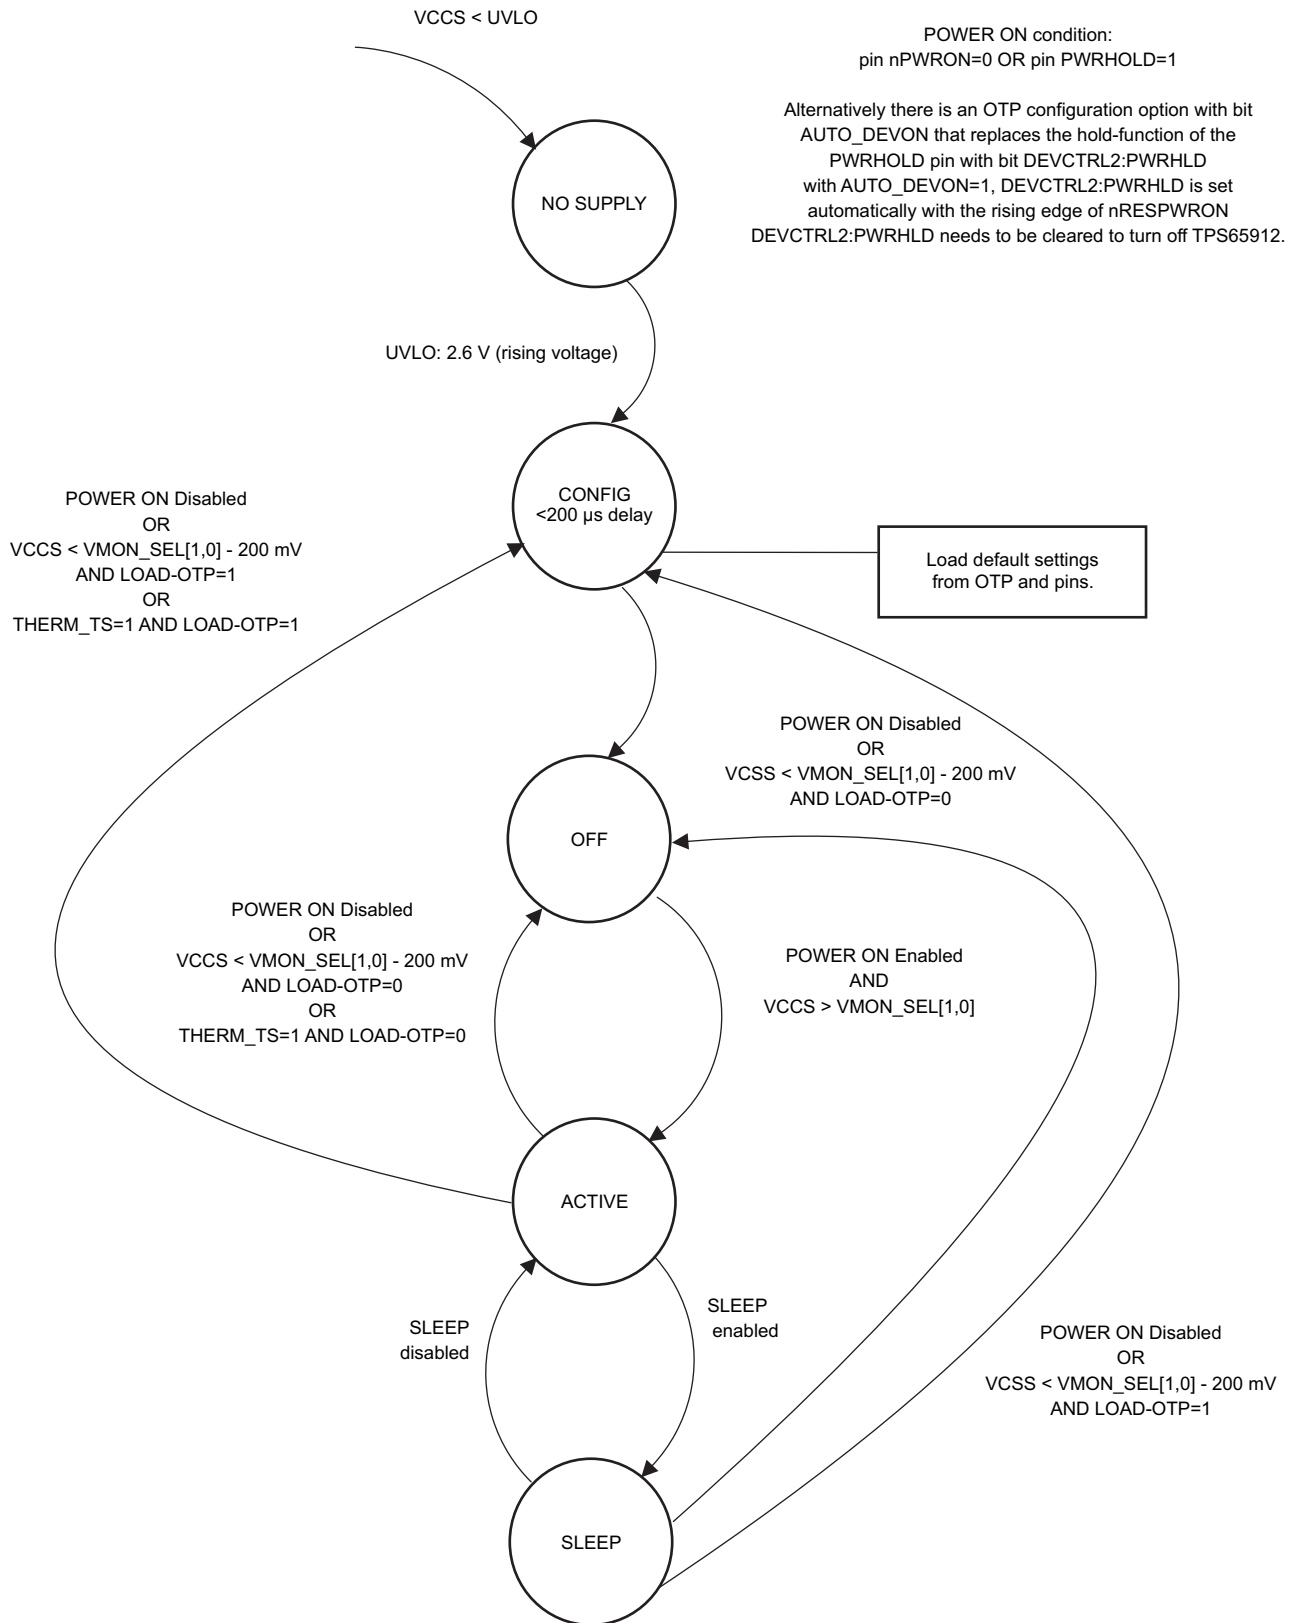 VCCS < UVLO
POWER ON condition:
pin nPWRON=0 OR pin PWRHOLD=1
Alternatively there is an OTP configuration option with bit
AUTO_DEVON that replaces the hold-function of the
PWRHOLD pin with bit DEVCTRL2:PWRHLD
with AUTO_DEVON=1, DEVCTRL2:PWRHLD is set
automatically with the rising edge of nRESPWRON
DEVCTRL2:PWRHLD needs to be cleared to turn off TPS65912.
NO SUPPLY
UVLO: 2.6 V (rising voltage)
CONFIG
<200 µs delay
POWER ON Disabled
OR
VCCS < VMON_SEL[1,0] - 200 mV
AND LOAD-OTP=1
OR
THERM_TS=1 AND LOAD-OTP=1
Load default settings
from OTP and pins.
POWER ON Disabled
OR
VCSS < VMON_SEL[1,0] - 200 mV
AND LOAD-OTP=0
OFF
POWER ON Disabled
OR
VCCS < VMON_SEL[1,0] - 200 mV
AND LOAD-OTP=0
OR
THERM_TS=1 AND LOAD-OTP=0
POWER ON Enabled
AND
VCCS > VMON_SEL[1,0]
ACTIVE
SLEEP
disabled
SLEEP
enabled
POWER ON Disabled
OR
VCSS < VMON_SEL[1,0] - 200 mV
AND LOAD-OTP=1
SLEEP